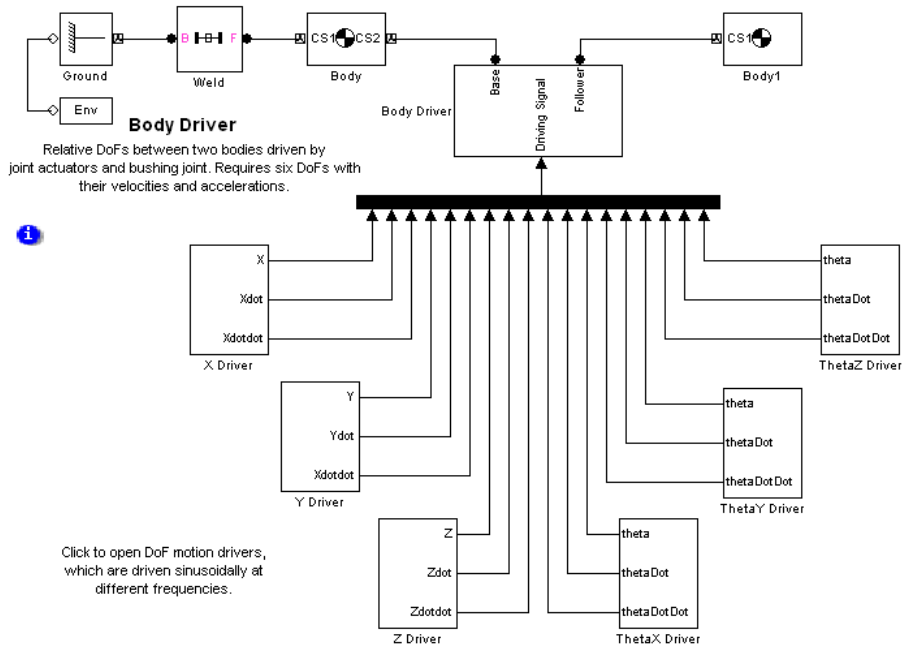 B F
CS1 CS2
CS1
Ground
Weld
Body
Body1
Env
Body Driver
Base
Driving Signal
Follower
Body Driver
Relative DoFs between two bodies driven by
joint actuators and bushing joint. Requires six DoFs with
their velocities and accelerations.
i
X
Xdot
Xdotdot
X Driver
theta
thetaDot
thetaDotDot
ThetaZ Driver
Y
Ydot
Xdotdot
Y Driver
theta
thetaDot
thetaDotDot
ThetaY Driver
Click to open DoF motion drivers,
which are driven sinusoidally at
different frequencies.
Z
Zdot
Zdotdot
Z Driver
theta
thetaDot
thetaDotDot
ThetaX Driver